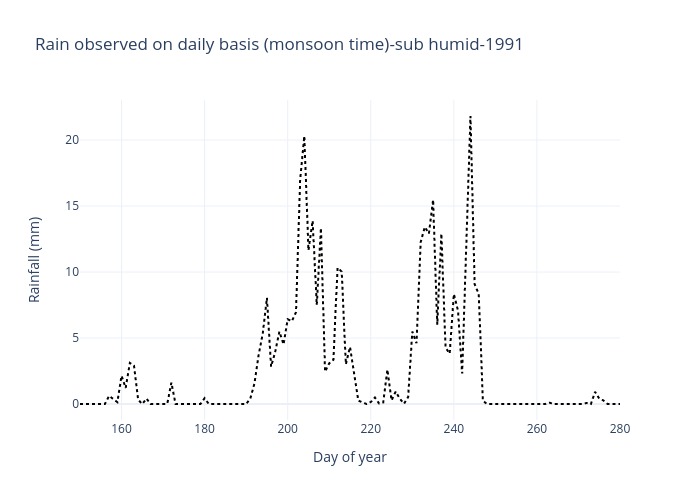 Rain observed on daily basis (monsoon time)-sub humid-1991
20
15
10
5
0
Rainfall (mm)
160 180 200 220 240 260 280
Day of year